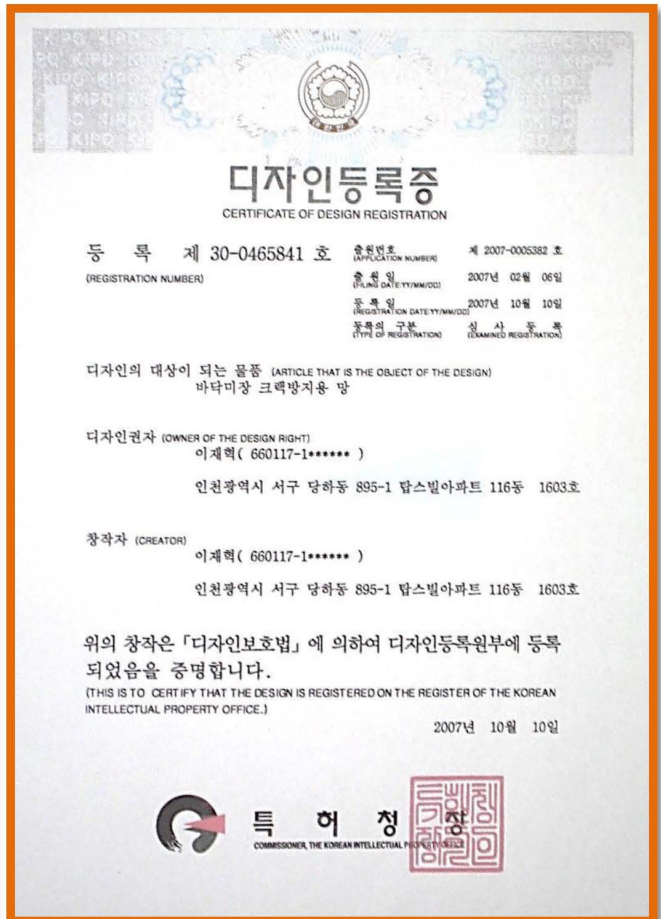 디자인등록증
CERTIFICATE OF DESIGN REGISTRATION
등 록 제 30-0465841 호
(REGISTRATION NUMBER)
출원번호 제 2007-0005382 호
(APPLICATION NUMBER)
출 원 일 2007년 02월 06일
(FILING DATE:YY/MM/DD)
등 록 일 2007년 10월 10일
(REGISTRATION DATE:YY/MM/DD)
등록의 구분 심 사 등 록
(TYPE OF REGISTRATION) (EXAMINED REGISTRATION)
디자인의 대상이 되는 물품 (ARTICLE THAT IS THE OBJECT OF THE DESIGN)
바닥미장 크랙방지용 망
디자인권자 (OWNER OF THE DESIGN RIGHT)
이재혁( 660117-1****** )
인천광역시 서구 당하동 895-1 탑스빌아파트 116동 1603호
창작자 (CREATOR)
이재혁( 660117-1****** )
인천광역시 서구 당하동 895-1 탑스빌아파트 116동 1603호
위의 창작은 「디자인보호법」에 의하여 디자인등록원부에 등록
되었음을 증명합니다.
(THIS IS TO CERTIFY THAT THE DESIGN IS REGISTERED ON THE REGISTER OF THE KOREAN
INTELLECTUAL PROPERTY OFFICE.)
2007년 10월 10일
특 허 청 장
COMMISSIONER, THE KOREAN INTELLECTUAL PROPERTY OFFICE